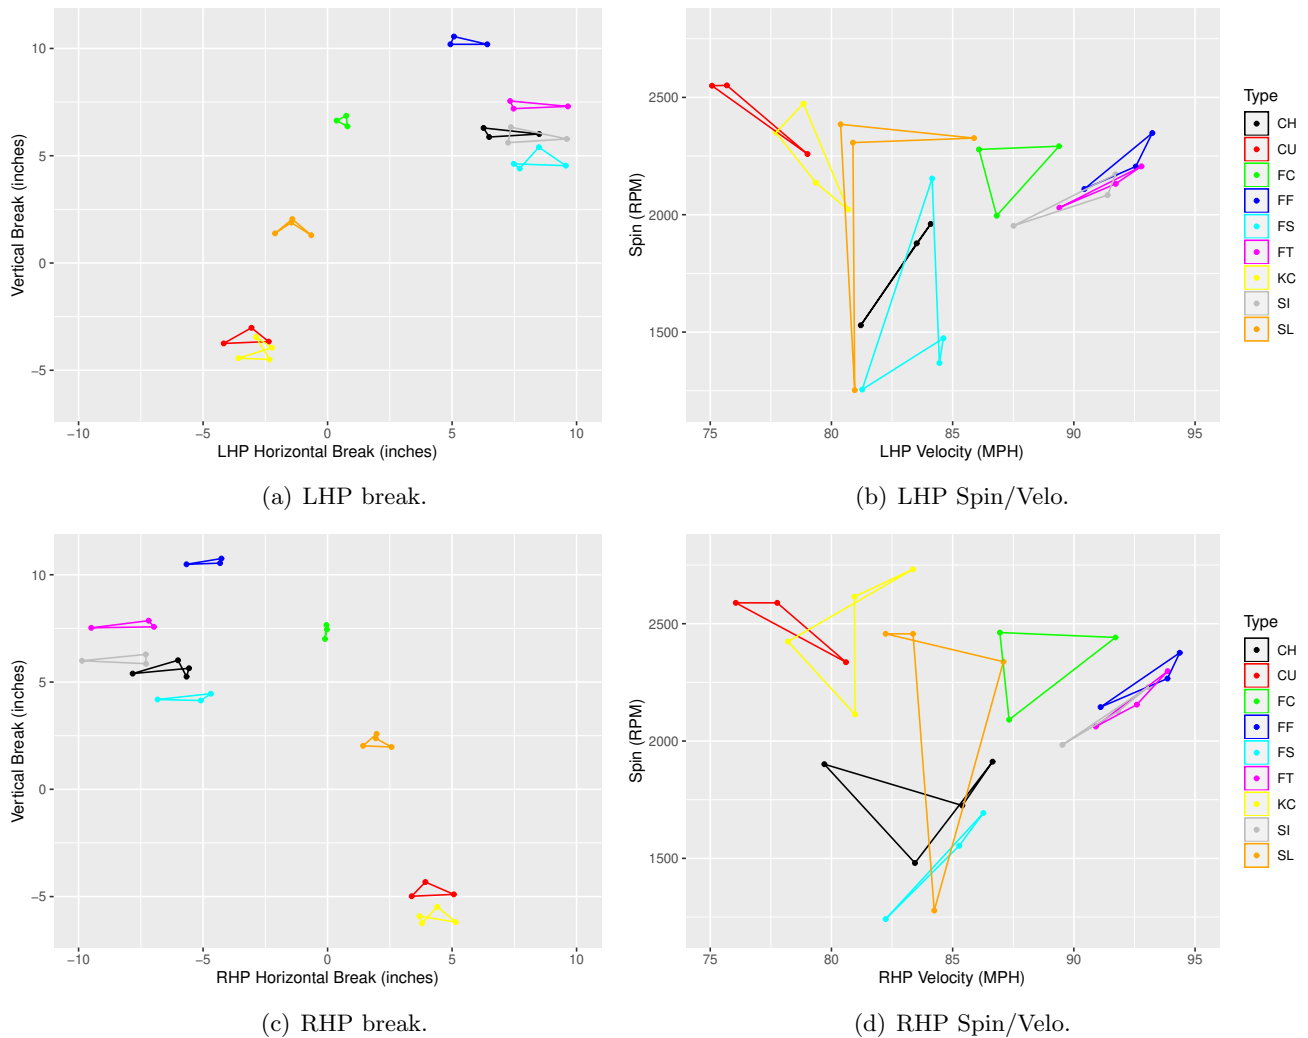 10
5
0
−5
Vertical Break (inches)
−10 −5 0 5 10
LHP Horizontal Break (inches)
(a) LHP break.
2500
2000
1500
Spin (RPM)
75 80 85 90 95
LHP Velocity (MPH)
(b) LHP Spin/Velo.
Type
CH
CU
FC
FF
FS
FT
KC
SI
SL
10
5
0
−5
Vertical Break (inches)
−10 −5 0 5 10
RHP Horizontal Break (inches)
(c) RHP break.
2500
2000
1500
Spin (RPM)
75 80 85 90 95
RHP Velocity (MPH)
(d) RHP Spin/Velo.
Type
CH
CU
FC
FF
FS
FT
KC
SI
SL